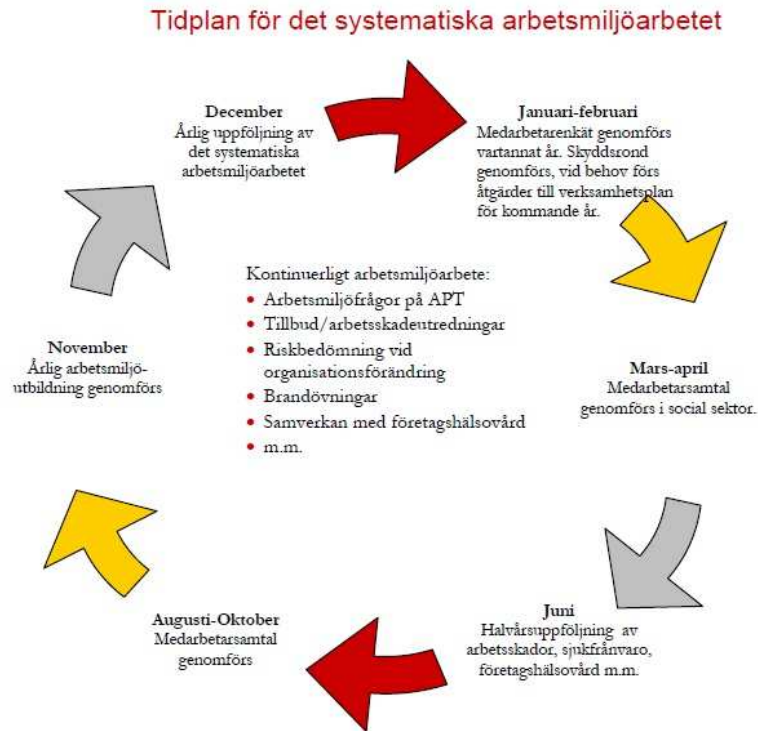 Tidplan för det systematiska arbetsmiljöarbetet
December
Årlig uppföljning av
det systematiska
arbetsmiljöarbetet
Januari-februari
Medarbetarenkät genomförs
vartannat år. Skyddsrond
genomförs, vid behov förs
åtgärder till verksamhetsplan
för kommande år.
Kontinuerligt arbetsmiljöarbete:
• Arbetsmiljöfrågor på APT
• Tillbud/arbetsskadeutredningar
• Riskbedömning vid
organisationsförändring
• Brandövningar
• Samverkan med företagshälsovård
• m.m.
Mars-april
Medarbetarsamtal
genomförs i social sektor.
Juni
Halvårsuppföljning av
arbetsskador, sjukfrånvaro,
företagshälsovård m.m.
Augusti-Oktober
Medarbetarsamtal
genomförs
November
Årlig arbetsmiljö-
utbildning genomförs